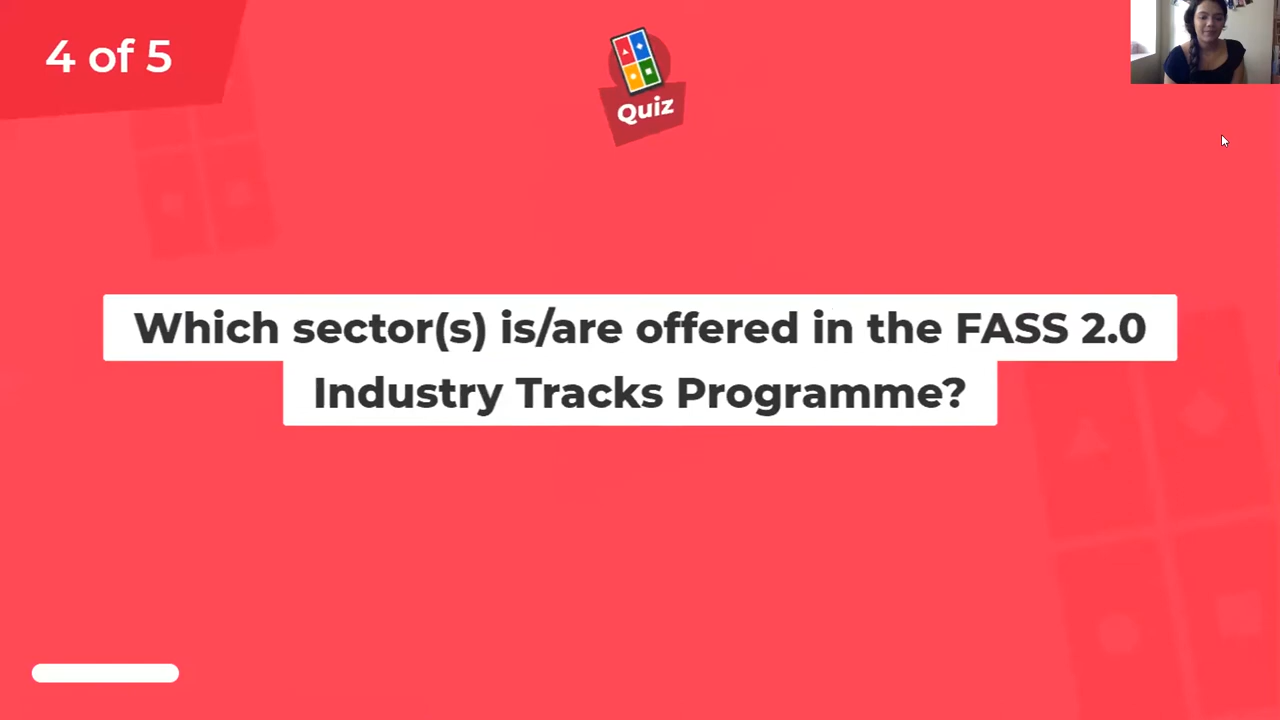 4 of 5
Quiz
Which sector(s) is/are offered in the FASS 2.0
Industry Tracks Programme?